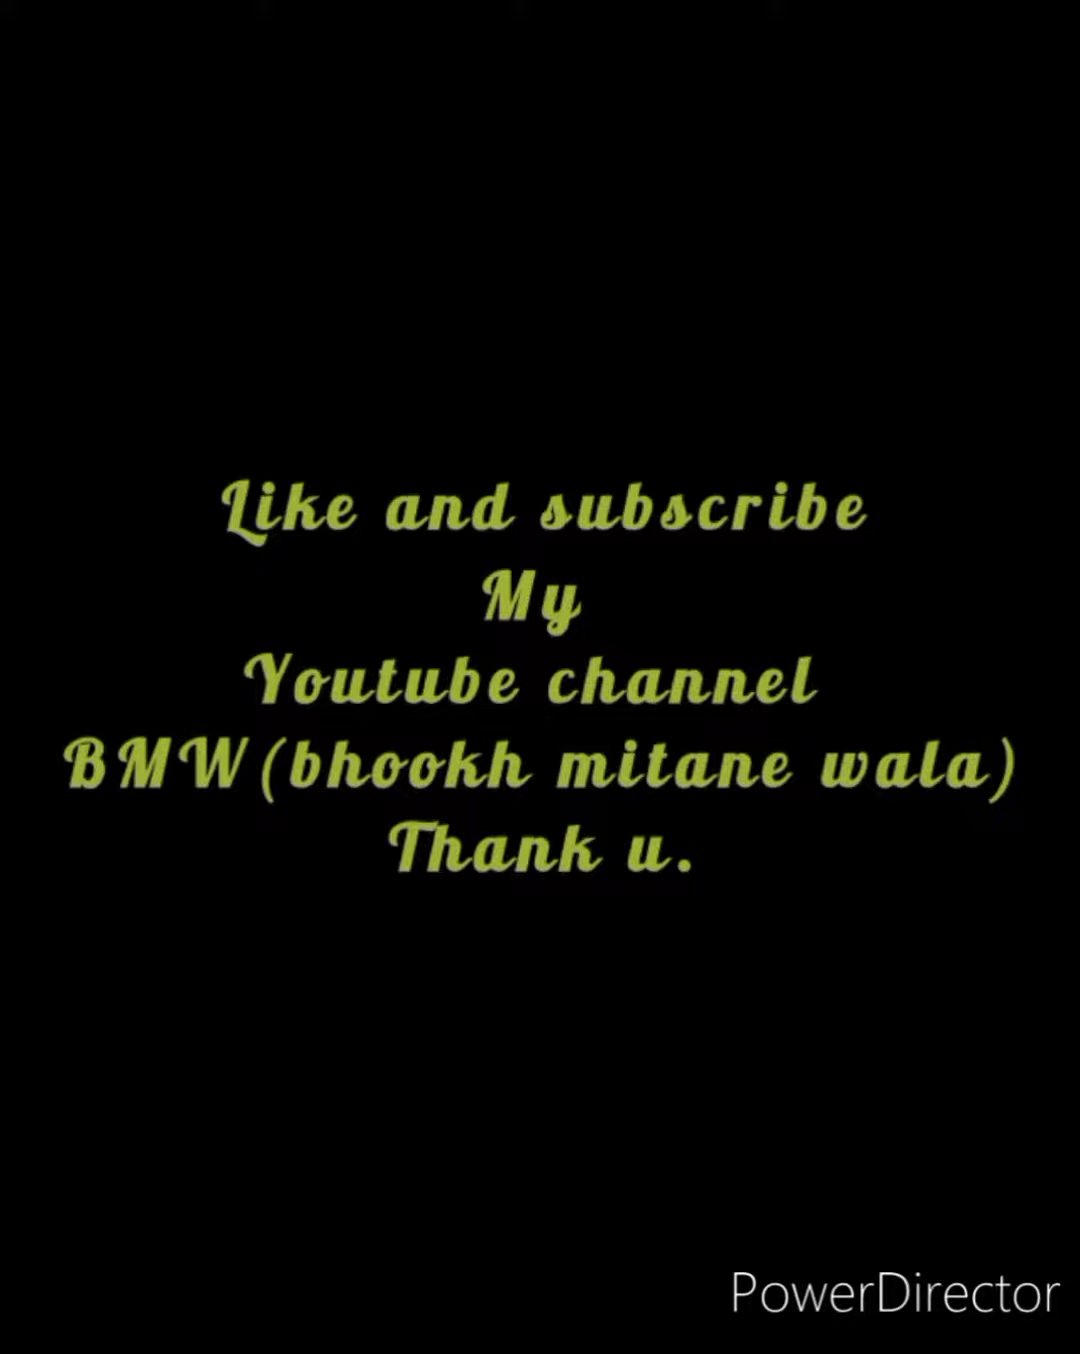 Like and subscribe
My
Youtube channel
BMW(bhookh mitane wala)
Thank u.
PowerDirector